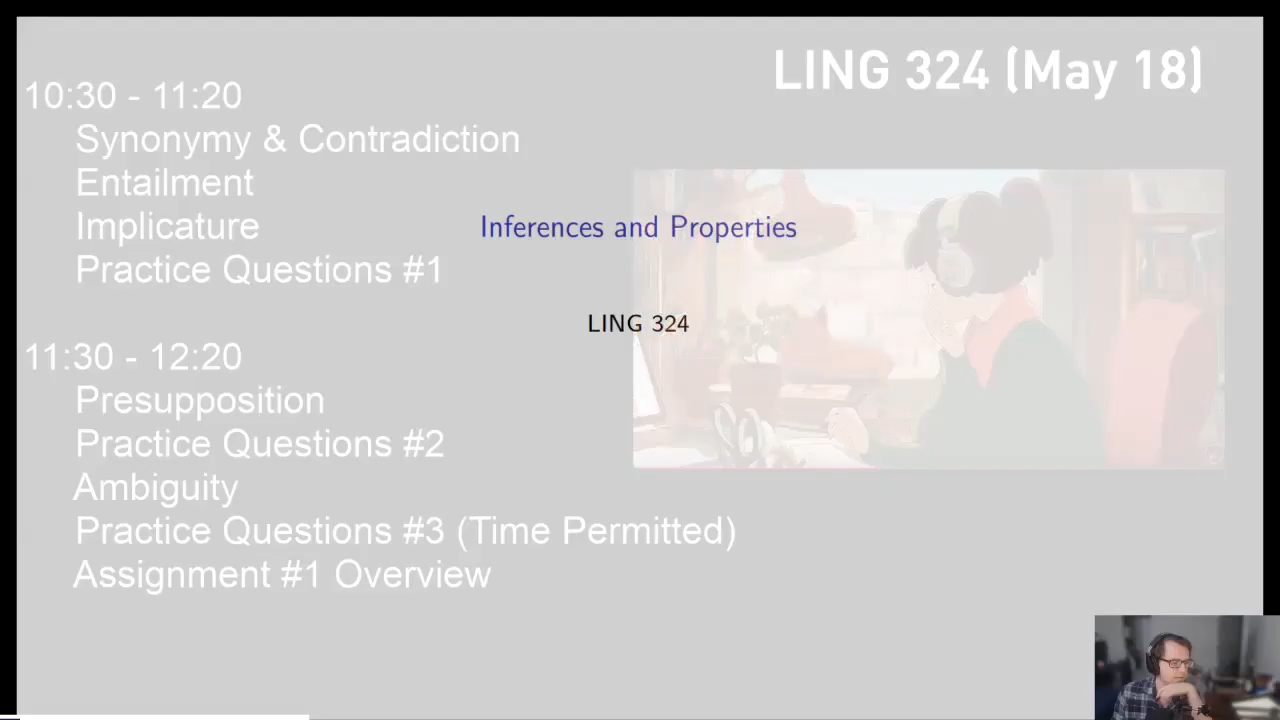 LING 324 (May 18)
10:30 - 11:20
Synonymy & Contradiction
Entailment
Implicature
Practice Questions #1
11:30 - 12:20
Presupposition
Practice Questions #2
Ambiguity
Practice Questions #3 (Time Permitted)
Assignment #1 Overview
Inferences and Properties
LING 324